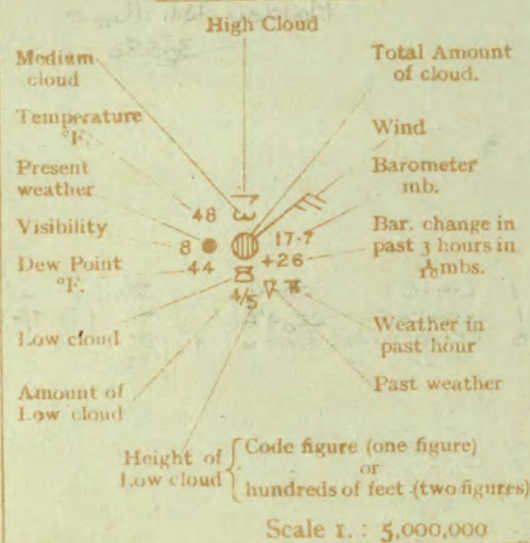 High Cloud
Medium
cloud
Total Amount
of cloud.
Temperature
°F.
Wind
Present
weather
Barometer
mb.
48
Visibility
8
17·7
Bar. change in
past 3 hours in
1/10 mbs.
+26
Dew Point
°F.
44
4/5
Low cloud
Weather in
past hour
Amount of
Low cloud
Past weather
Height of
Low cloud
Code figure (one figure)
or
hundreds of feet (two figures)
Scale 1. : 5,000,000